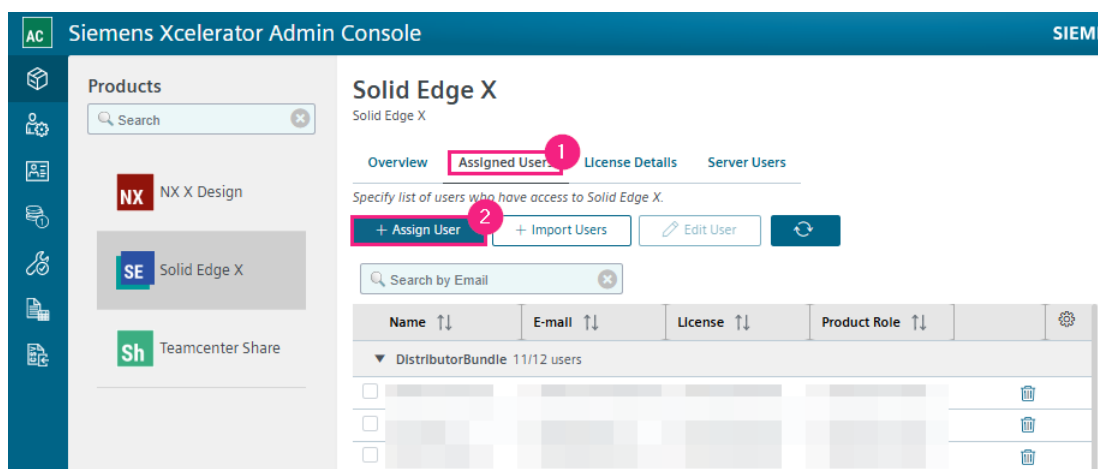 AC Siemens Xcelerator Admin Console SIEM
Products
Search
NX NX X Design
SE Solid Edge X
Sh Teamcenter Share
Solid Edge X
Solid Edge X
1
Overview Assigned Users License Details Server Users
Specify list of users who have access to Solid Edge X.
2
+ Assign User + Import Users Edit User
Search by Email
Name E-mail License Product Role
DistributorBundle 11/12 users